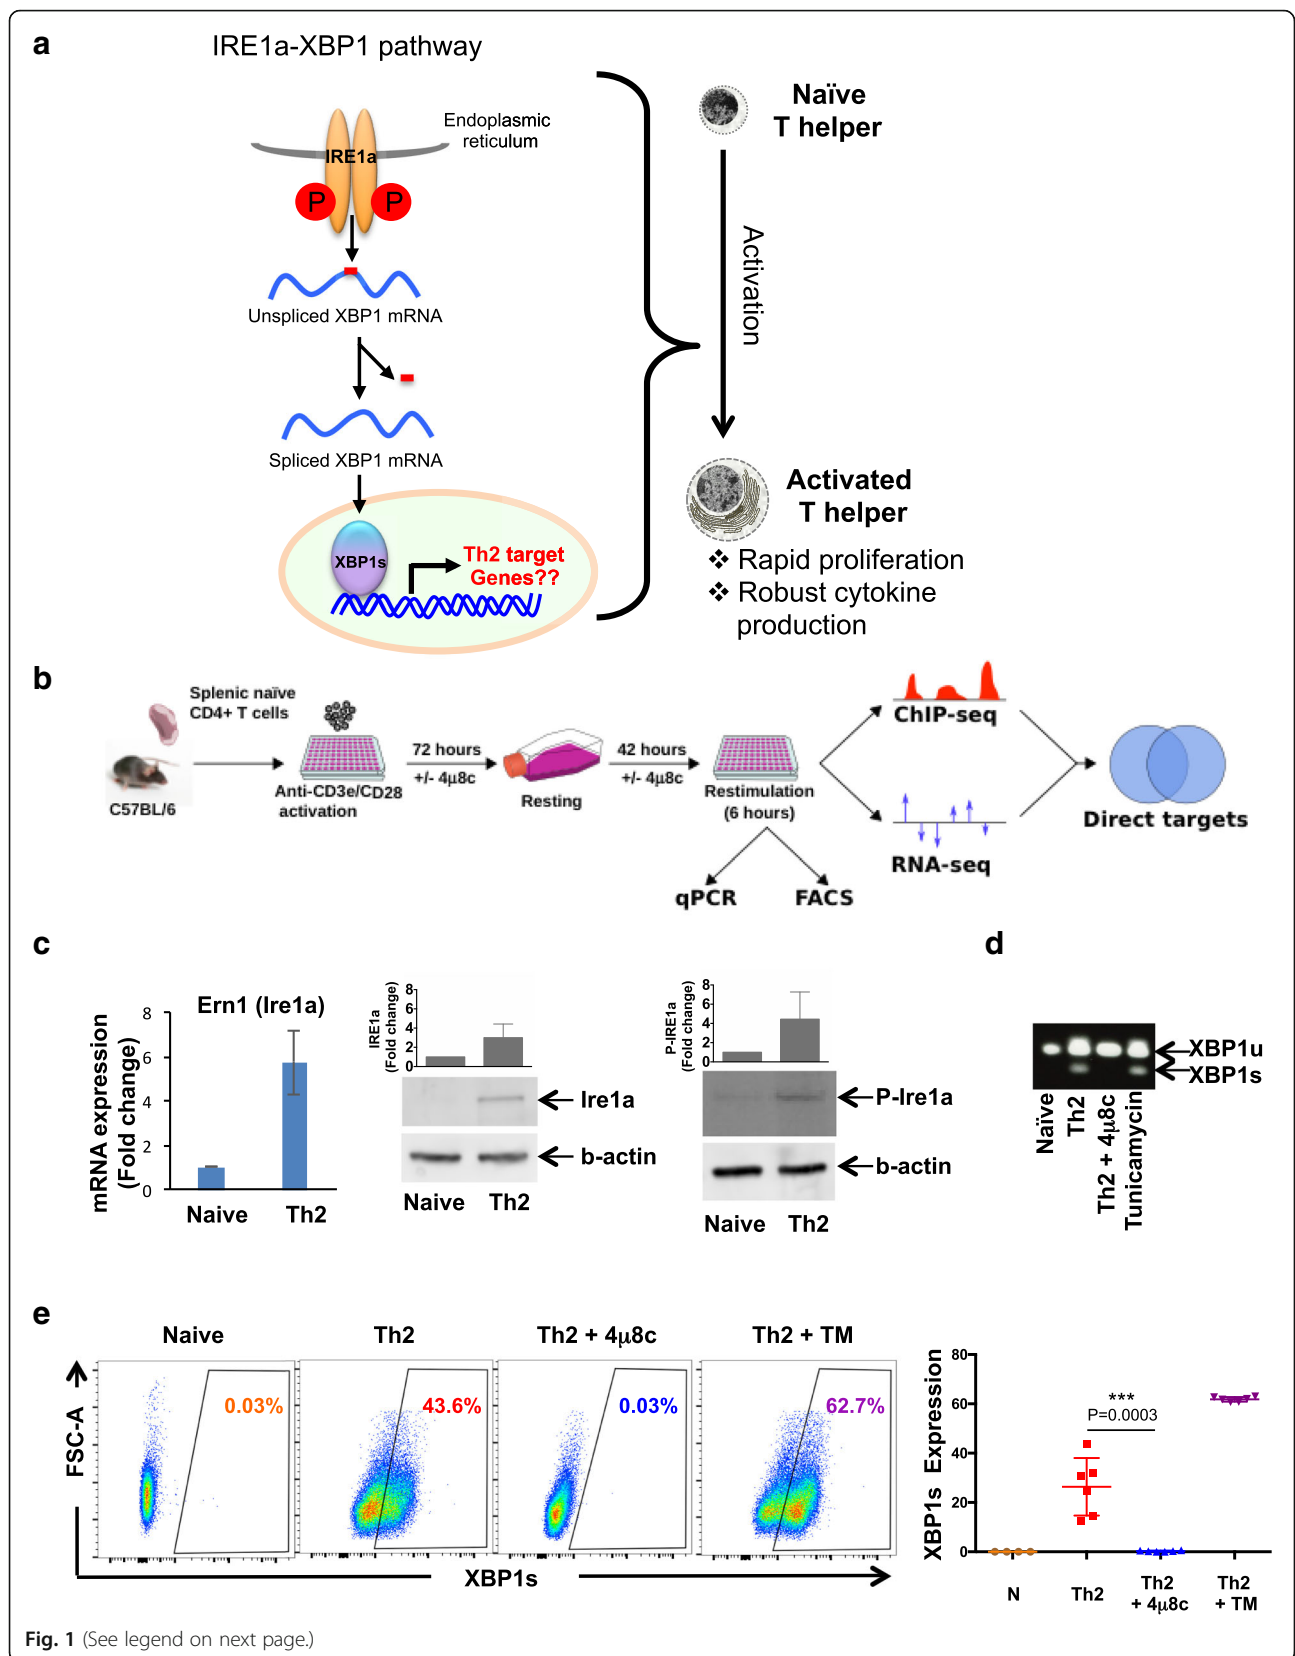 a
IRE1a-XBP1 pathway
Endoplasmic
reticulum
IRE1a
P
P
Unspliced XBP1 mRNA
Spliced XBP1 mRNA
XBP1s
Th2 target
Genes??
Naïve
T helper
Activation
Activated
T helper
❖ Rapid proliferation
❖ Robust cytokine
production
b
Splenic naïve
CD4+ T cells
C57BL/6
Anti-CD3e/CD28
activation
72 hours
+/- 4µ8c
Resting
42 hours
+/- 4µ8c
Restimulation
(6 hours)
qPCR
FACS
ChIP-seq
RNA-seq
Direct targets
c
mRNA expression
(Fold change)
Ern1 (Ire1a)
8
6
4
2
0
Naive
Th2
IRE1a
(Fold change)
8
6
4
2
0
Ire1a
b-actin
Naive
Th2
P-IRE1a
(Fold change)
8
6
4
2
0
P-Ire1a
b-actin
Naive
Th2
d
XBP1u
XBP1s
Naïve
Th2
Th2 + 4µ8c
Tunicamycin
e
Naive
Th2
Th2 + 4µ8c
Th2 + TM
FSC-A
0.03%
43.6%
0.03%
62.7%
XBP1s
XBP1s Expression
80
60
40
20
0
***
P=0.0003
N
Th2
Th2
+ 4µ8c
Th2
+ TM
Fig. 1 (See legend on next page.)